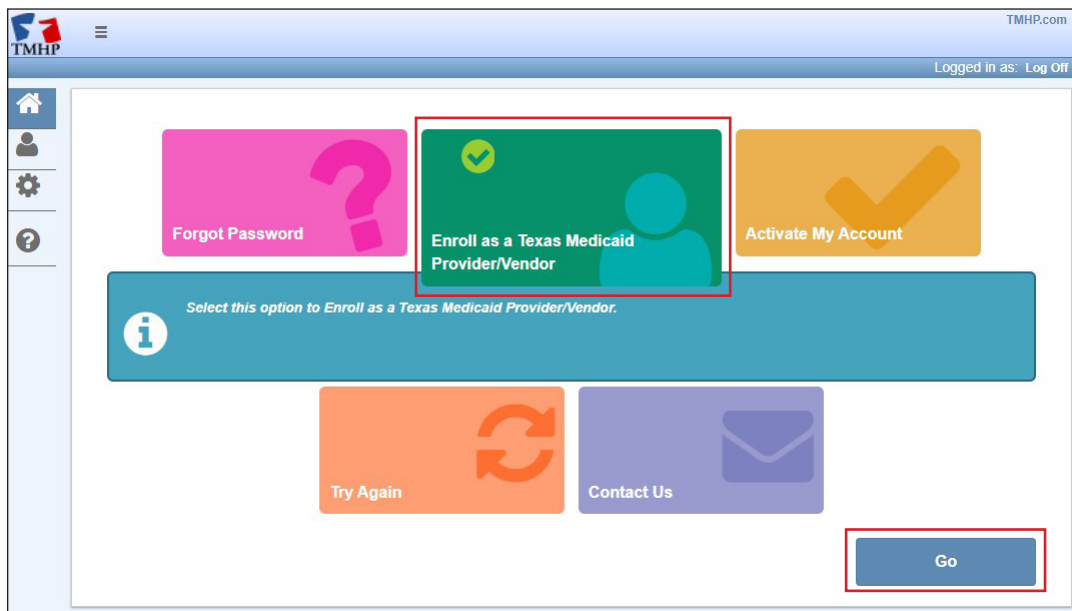 TMHP.com
TMHP
Logged in as: Log Off
Forgot Password
Enroll as a Texas Medicaid
Provider/Vendor
Activate My Account
Select this option to Enroll as a Texas Medicaid Provider/Vendor.
Try Again
Contact Us
Go